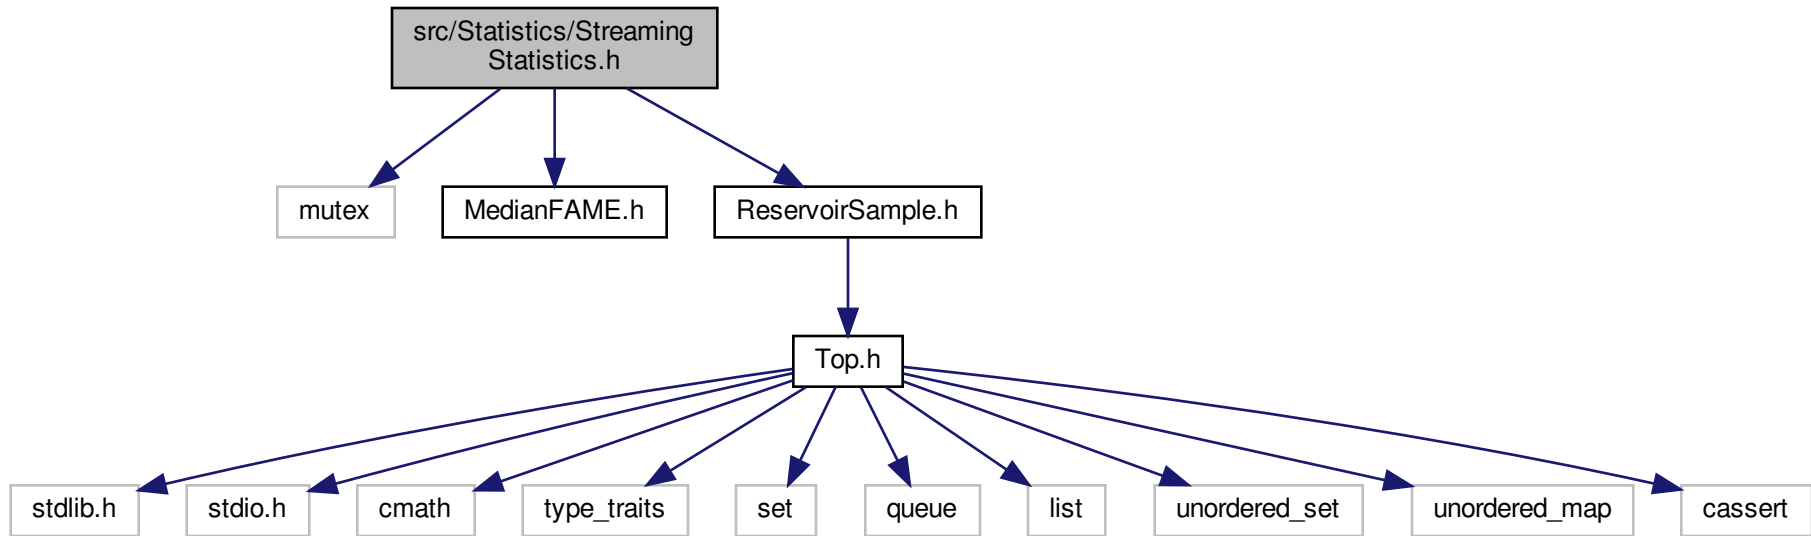 src/Statistics/Streaming
Statistics.h
mutex
MedianFAME.h
ReservoirSample.h
Top.h
stdlib.h
stdio.h
cmath
type_traits
set
queue
list
unordered_set
unordered_map
cassert